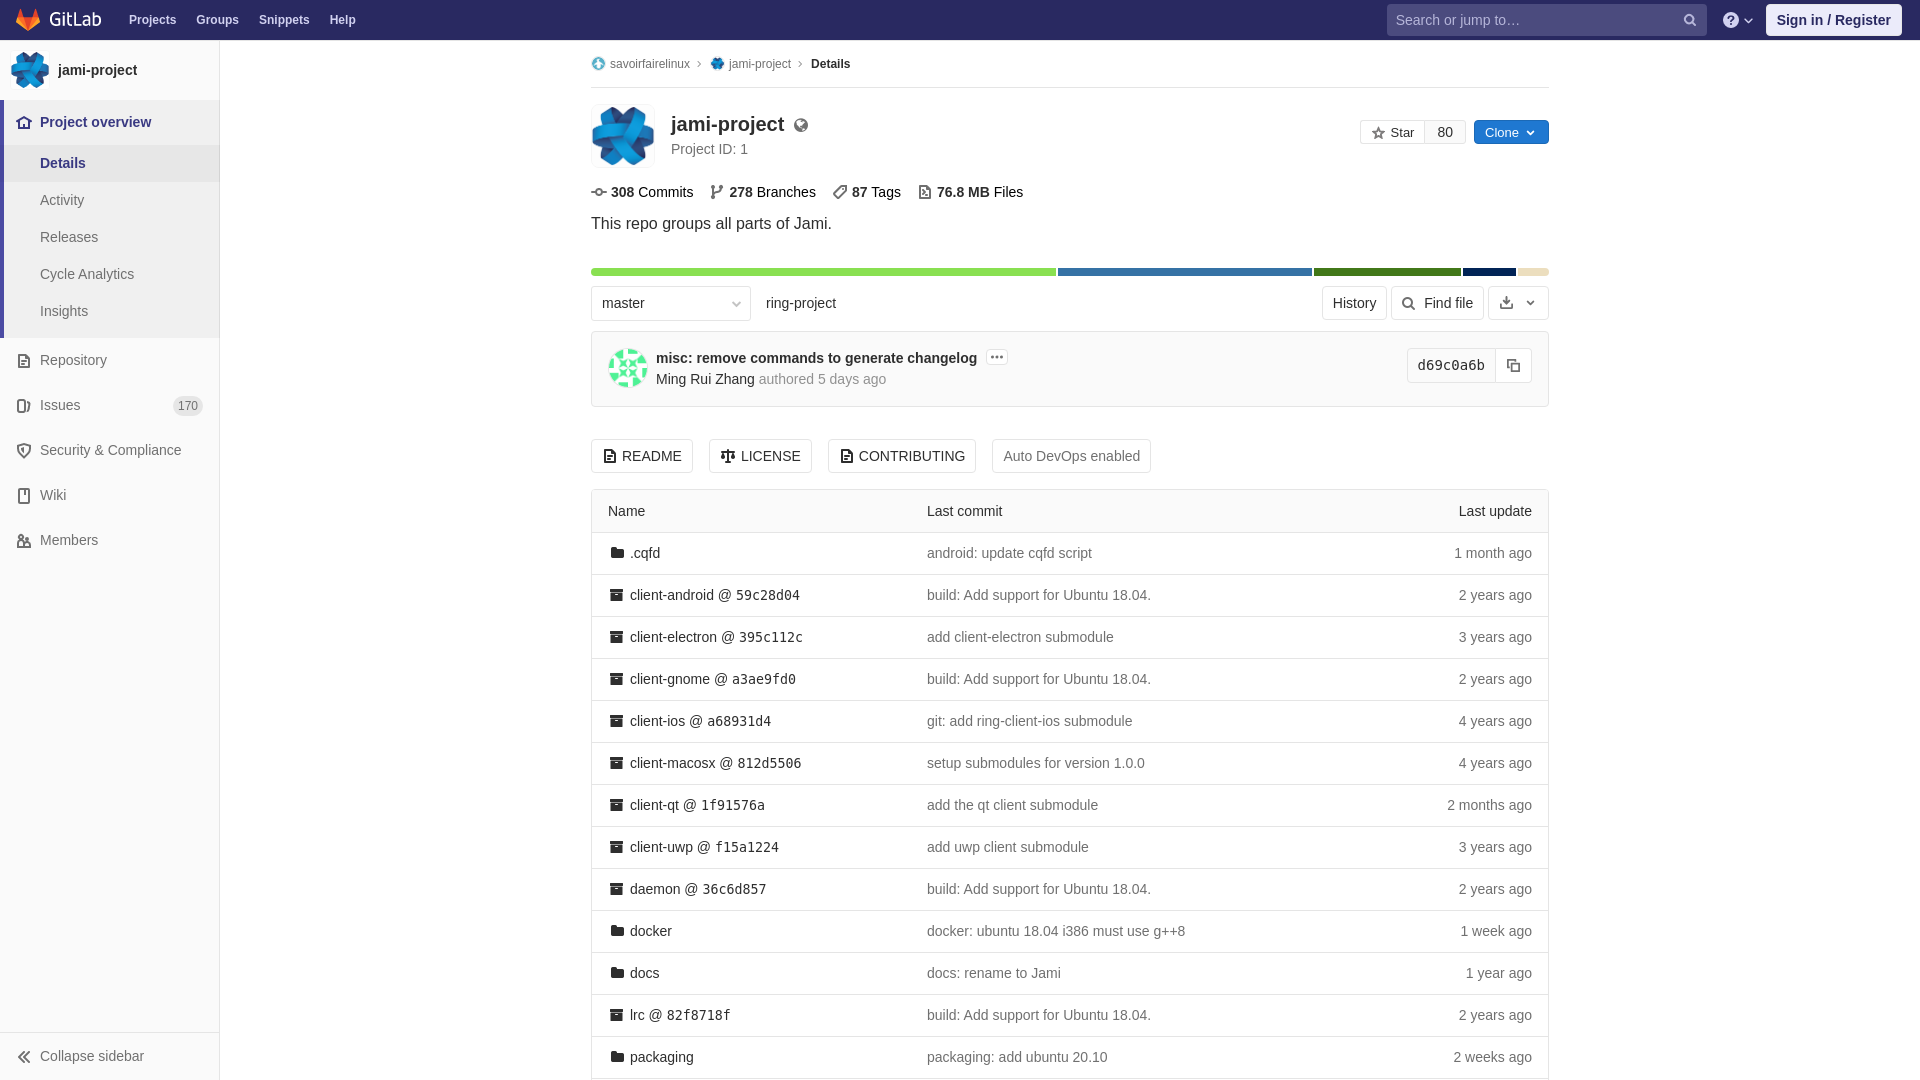 GitLab Projects Groups Snippets Help Search or jump to… Sign in / Register
jami-project
Project overview
Details
Activity
Releases
Cycle Analytics
Insights
Repository
Issues 170
Security & Compliance
Wiki
Members
Collapse sidebar
savoirfairelinux jami-project Details
jami-project
Project ID: 1
Star 80 Clone
308 Commits 278 Branches 87 Tags 76.8 MB Files
This repo groups all parts of Jami.
master ring-project History Find file
misc: remove commands to generate changelog
Ming Rui Zhang authored 5 days ago
d69c0a6b
README LICENSE CONTRIBUTING Auto DevOps enabled
Name Last commit Last update
.cqfd android: update cqfd script 1 month ago
client-android @ 59c28d04 build: Add support for Ubuntu 18.04. 2 years ago
client-electron @ 395c112c add client-electron submodule 3 years ago
client-gnome @ a3ae9fd0 build: Add support for Ubuntu 18.04. 2 years ago
client-ios @ a68931d4 git: add ring-client-ios submodule 4 years ago
client-macosx @ 812d5506 setup submodules for version 1.0.0 4 years ago
client-qt @ 1f91576a add the qt client submodule 2 months ago
client-uwp @ f15a1224 add uwp client submodule 3 years ago
daemon @ 36c6d857 build: Add support for Ubuntu 18.04. 2 years ago
docker docker: ubuntu 18.04 i386 must use g++8 1 week ago
docs docs: rename to Jami 1 year ago
lrc @ 82f8718f build: Add support for Ubuntu 18.04. 2 years ago
packaging packaging: add ubuntu 20.10 2 weeks ago